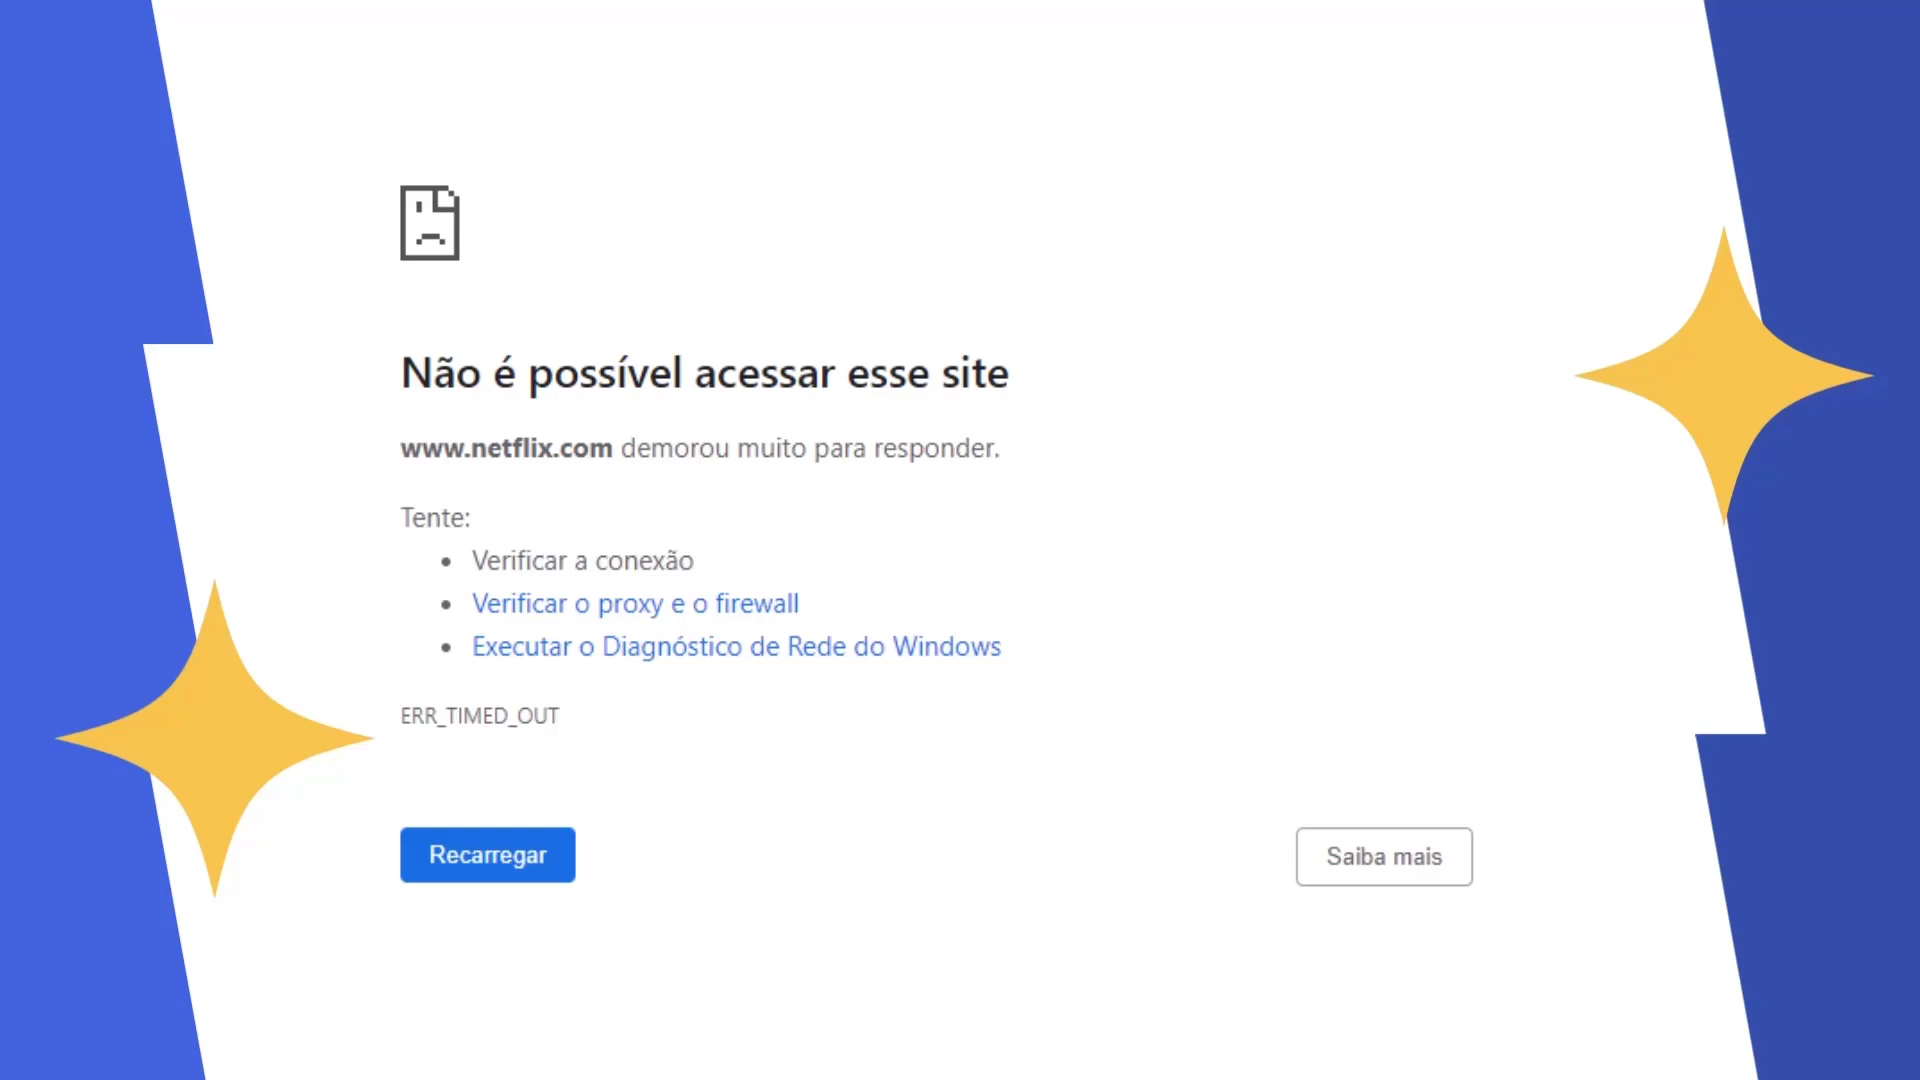 Não é possível acessar esse site
www.netflix.com demorou muito para responder.
Tente:
Verificar a conexão
Verificar o proxy e o firewall
Executar o Diagnóstico de Rede do Windows
ERR_TIMED_OUT
Recarregar
Saiba mais